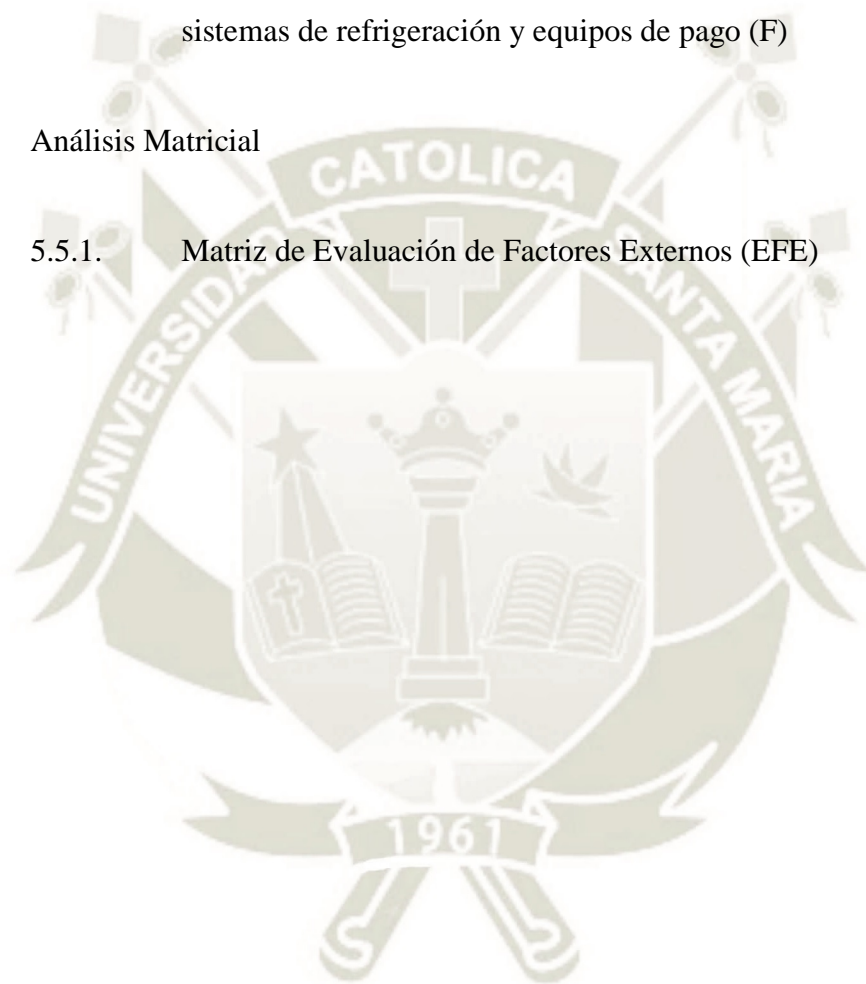 sistemas de refrigeración y equipos de pago (F)
Análisis Matricial
5.5.1. Matriz de Evaluación de Factores Externos (EFE)
UNIVERSIDAD CATOLICA SANTA MARIA
1961